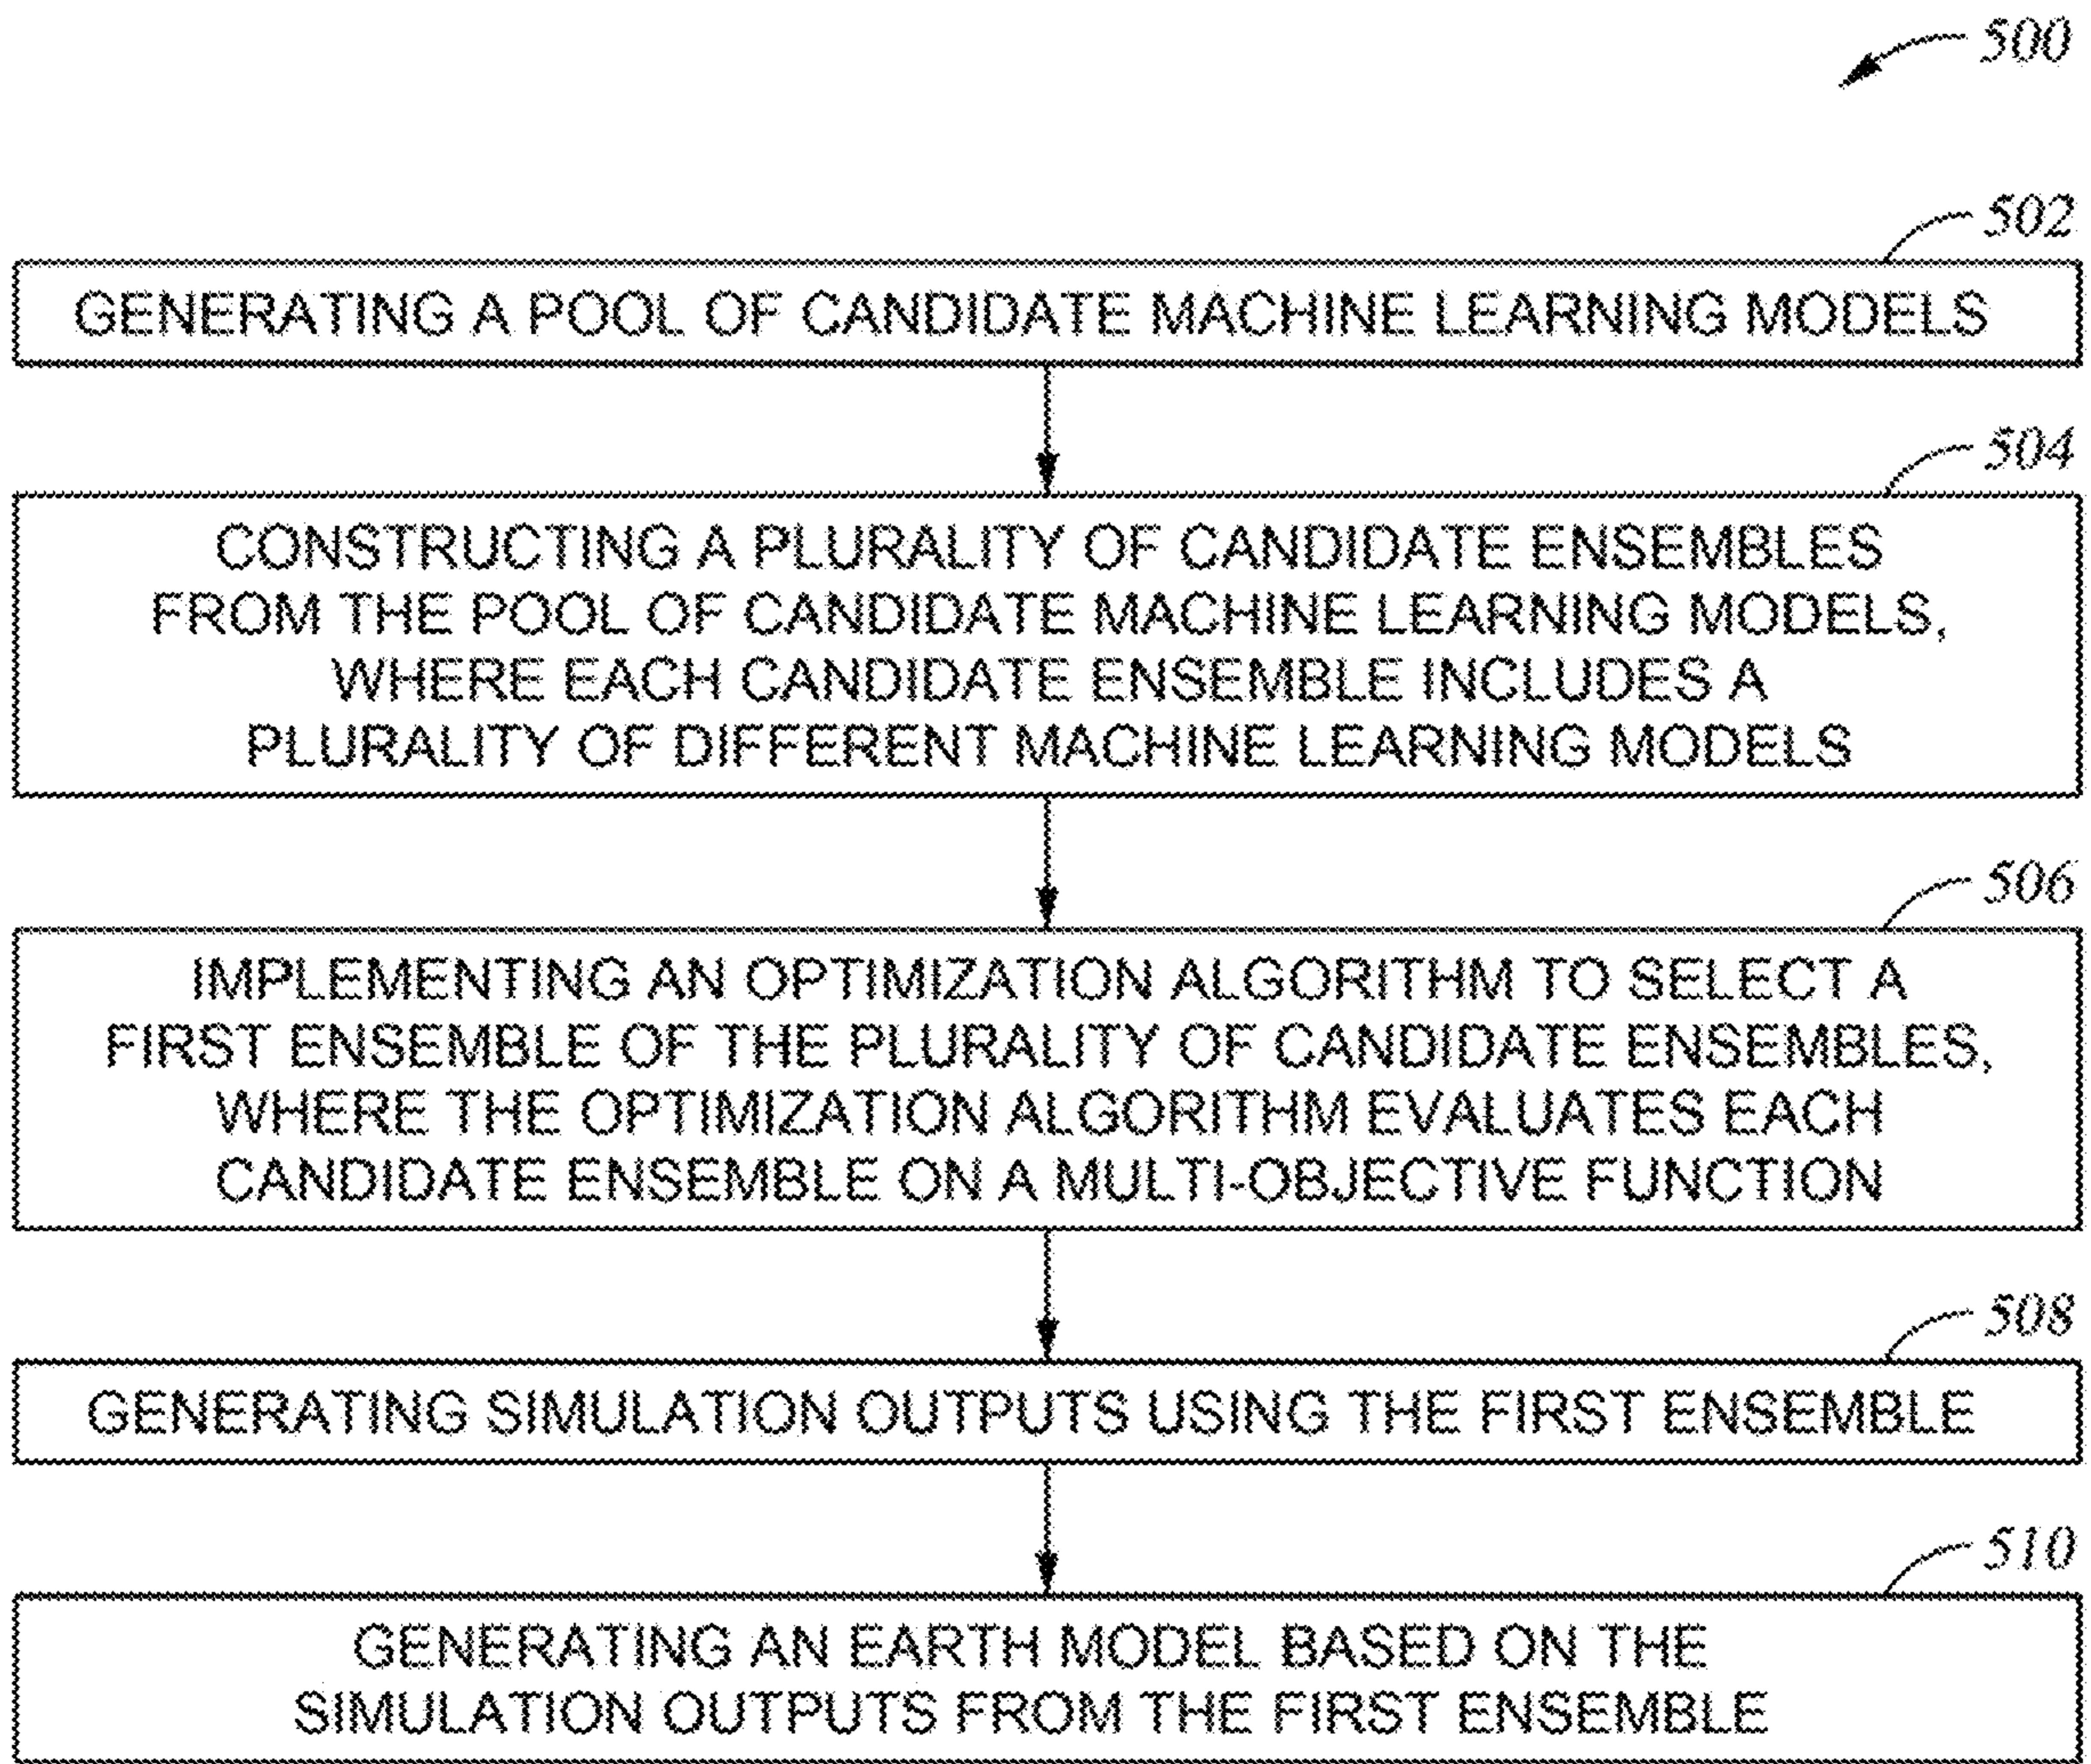 500
502
GENERATING A POOL OF CANDIDATE MACHINE LEARNING MODELS
504
CONSTRUCTING A PLURALITY OF CANDIDATE ENSEMBLES
FROM THE POOL OF CANDIDATE MACHINE LEARNING MODELS,
WHERE EACH CANDIDATE ENSEMBLE INCLUDES A
PLURALITY OF DIFFERENT MACHINE LEARNING MODELS
506
IMPLEMENTING AN OPTIMIZATION ALGORITHM TO SELECT A
FIRST ENSEMBLE OF THE PLURALITY OF CANDIDATE ENSEMBLES,
WHERE THE OPTIMIZATION ALGORITHM EVALUATES EACH
CANDIDATE ENSEMBLE ON A MULTI-OBJECTIVE FUNCTION
508
GENERATING SIMULATION OUTPUTS USING THE FIRST ENSEMBLE
510
GENERATING AN EARTH MODEL BASED ON THE
SIMULATION OUTPUTS FROM THE FIRST ENSEMBLE